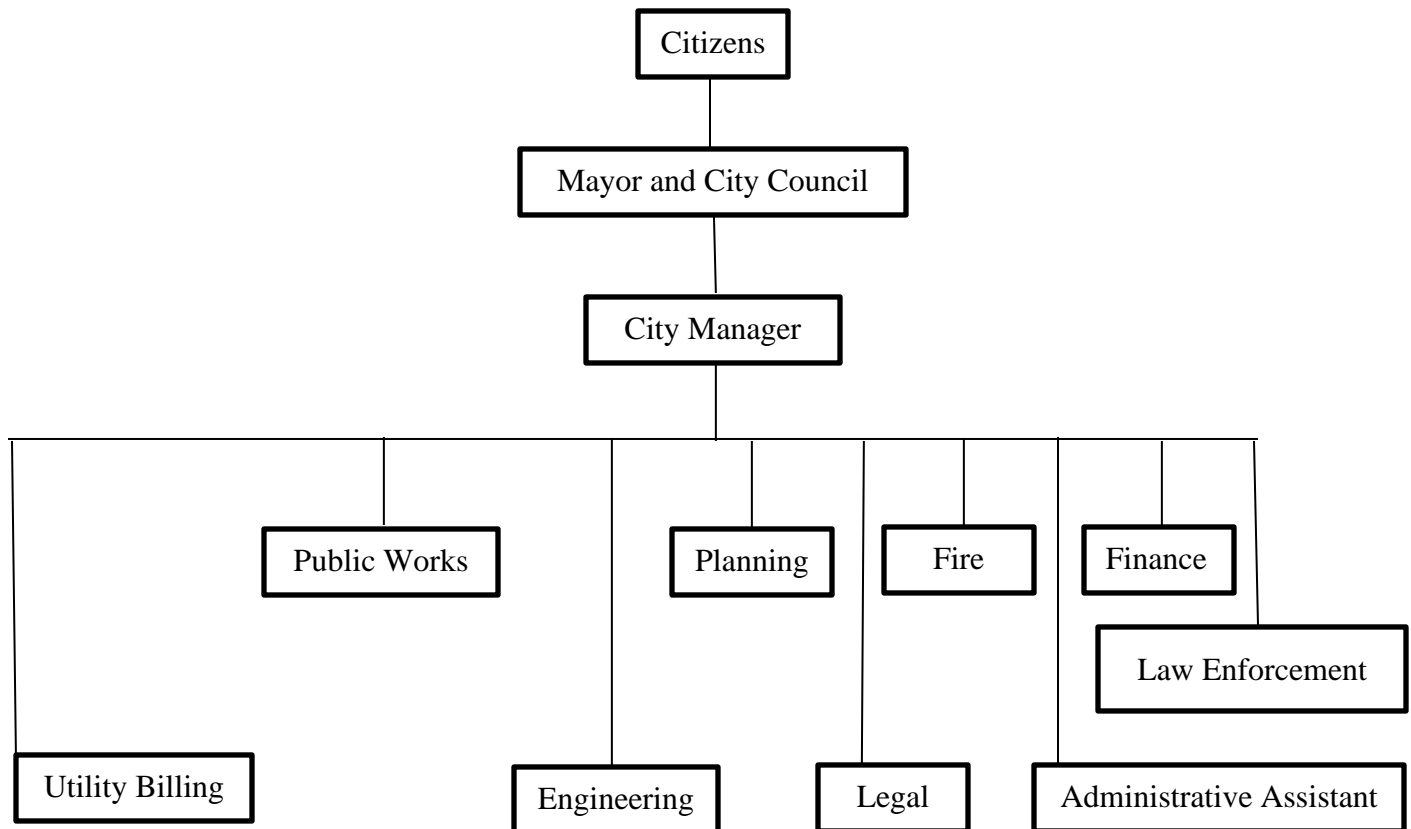 Citizens
Mayor and City Council
City Manager
Public Works
Planning
Fire
Finance
Law Enforcement
Utility Billing
Engineering
Legal
Administrative Assistant